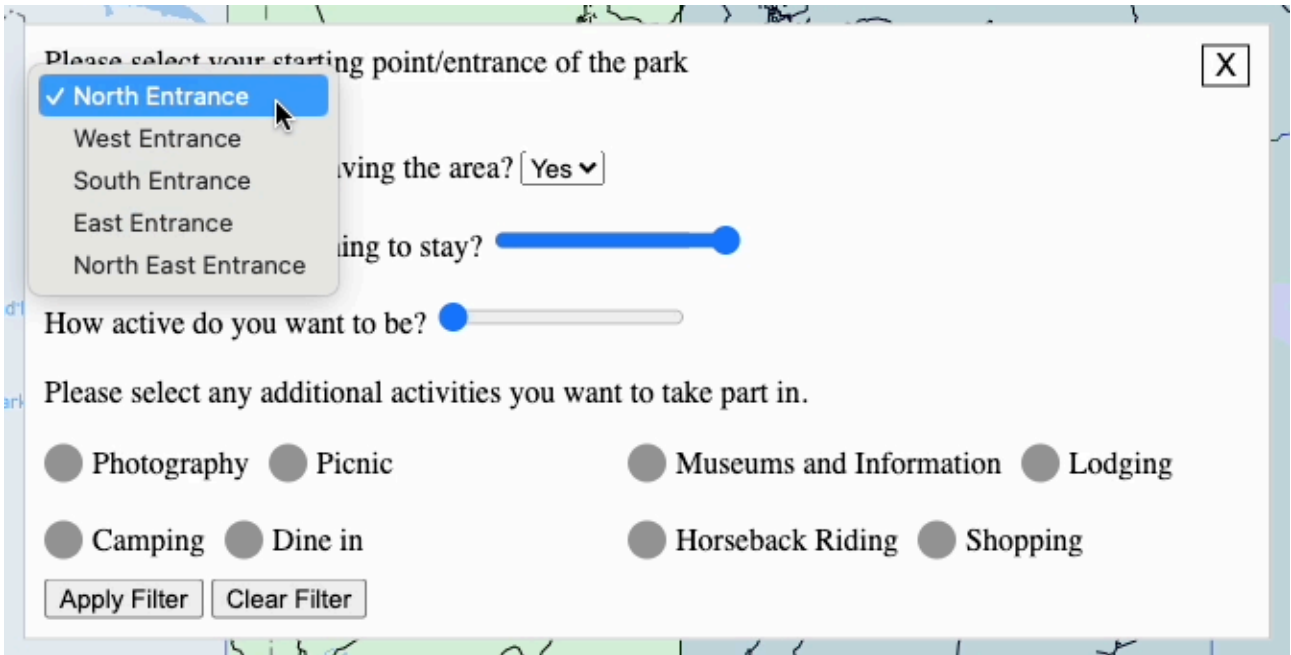 Please select your starting point/entrance of the park
X
✓ North Entrance
West Entrance
South Entrance
East Entrance
North East Entrance
the area? Yes
to stay?
How active do you want to be?
Please select any additional activities you want to take part in.
Photography Picnic Museums and Information Lodging
Camping Dine in Horseback Riding Shopping
Apply Filter Clear Filter